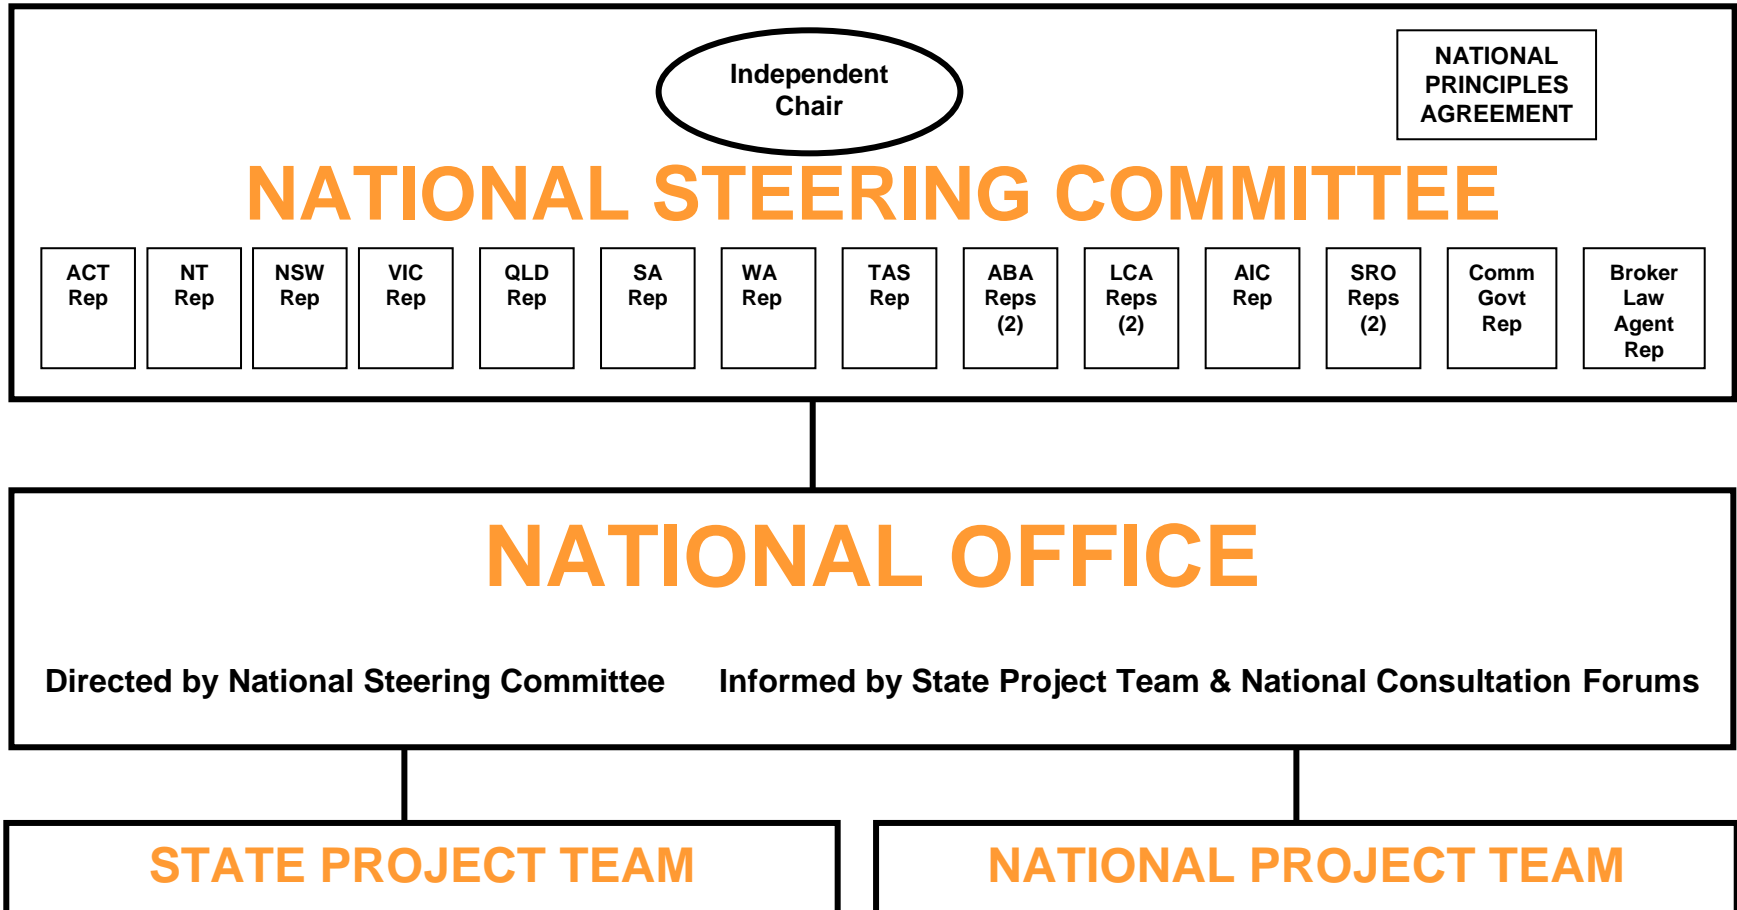 Independent
Chair
NATIONAL
PRINCIPLES
AGREEMENT
NATIONAL STEERING COMMITTEE
ACT
Rep
NT
Rep
NSW
Rep
VIC
Rep
QLD
Rep
SA
Rep
WA
Rep
TAS
Rep
ABA
Reps
(2)
LCA
Reps
(2)
AIC
Rep
SRO
Reps
(2)
Comm
Govt
Rep
Broker
Law
Agent
Rep
NATIONAL OFFICE
Directed by National Steering Committee
Informed by State Project Team & National Consultation Forums
STATE PROJECT TEAM
NATIONAL PROJECT TEAM